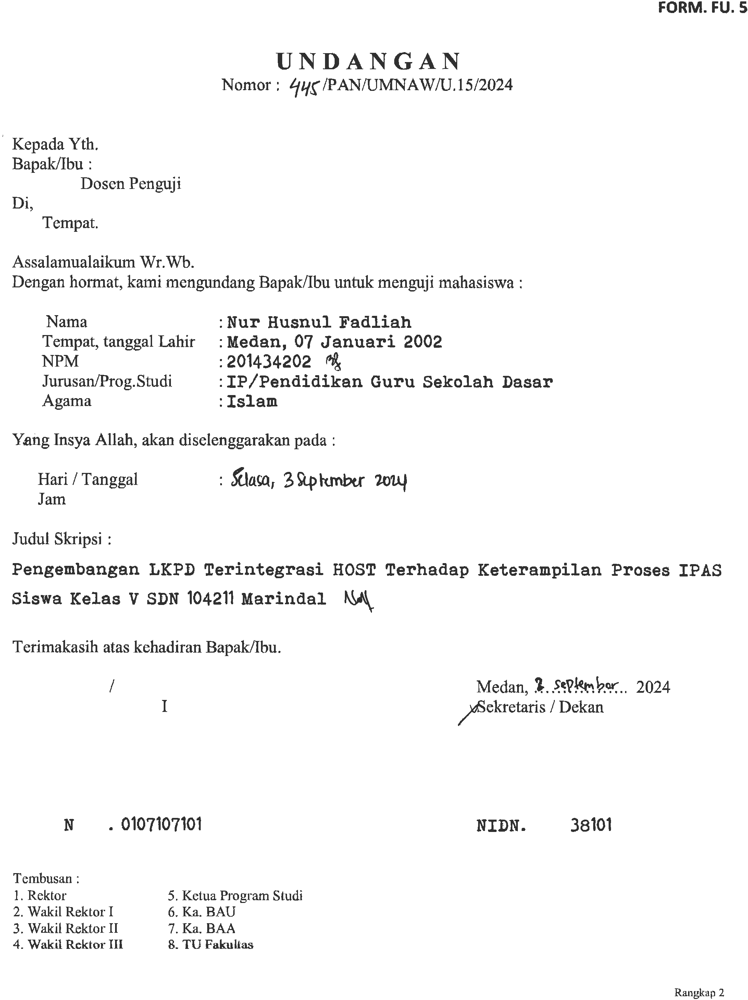 FORM. FU. 5
UNDANGAN
Nomor : 445/PAN/UMNAW/U.15/2024
Kepada Yth.
Bapak/Ibu :
Dosen Penguji
Di,
Tempat.
Assalamualaikum Wr.Wb.
Dengan hormat, kami mengundang Bapak/Ibu untuk menguji mahasiswa :
Nama : Nur Husnul Fadliah
Tempat, tanggal Lahir : Medan, 07 Januari 2002
NPM : 201434202
Jurusan/Prog.Studi : IP/Pendidikan Guru Sekolah Dasar
Agama : Islam
Yang Insya Allah, akan diselenggarakan pada :
Hari / Tanggal : Selasa, 3 September 2024
Jam
Judul Skripsi :
Pengembangan LKPD Terintegrasi HOST Terhadap Keterampilan Proses IPAS
Siswa Kelas V SDN 104211 Marindal
Terimakasih atas kehadiran Bapak/Ibu.
/ Medan, 2 September 2024
I Sekretaris / Dekan
N . 0107107101 NIDN. 38101
Tembusan :
1. Rektor 5. Ketua Program Studi
2. Wakil Rektor I 6. Ka. BAU
3. Wakil Rektor II 7. Ka. BAA
4. Wakil Rektor III 8. TU Fakultas
Rangkap 2